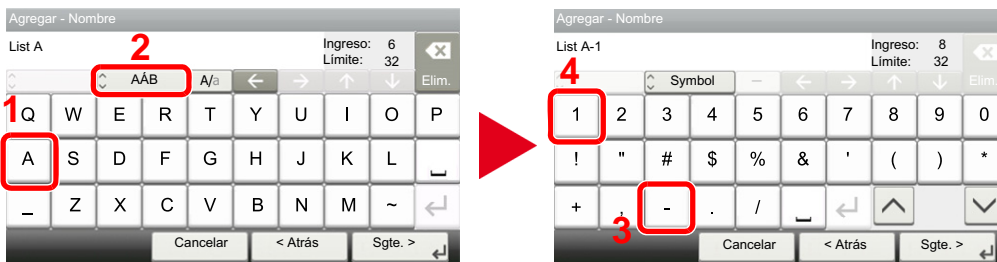 Agregar - Nombre
List A
2
Ingreso: 6
Límite: 32
AÁB
A/a
Elim.
1
Q W E R T Y U I O P
A S D F G H J K L
_ Z X C V B N M ~
Cancelar
< Atrás
Sgte. >
Agregar - Nombre
List A-1
4
Ingreso: 8
Límite: 32
Symbol
Elim.
1 2 3 4 5 6 7 8 9 0
! " # $ % & ' ( ) *
+ , - . /
3
Cancelar
< Atrás
Sgte. >